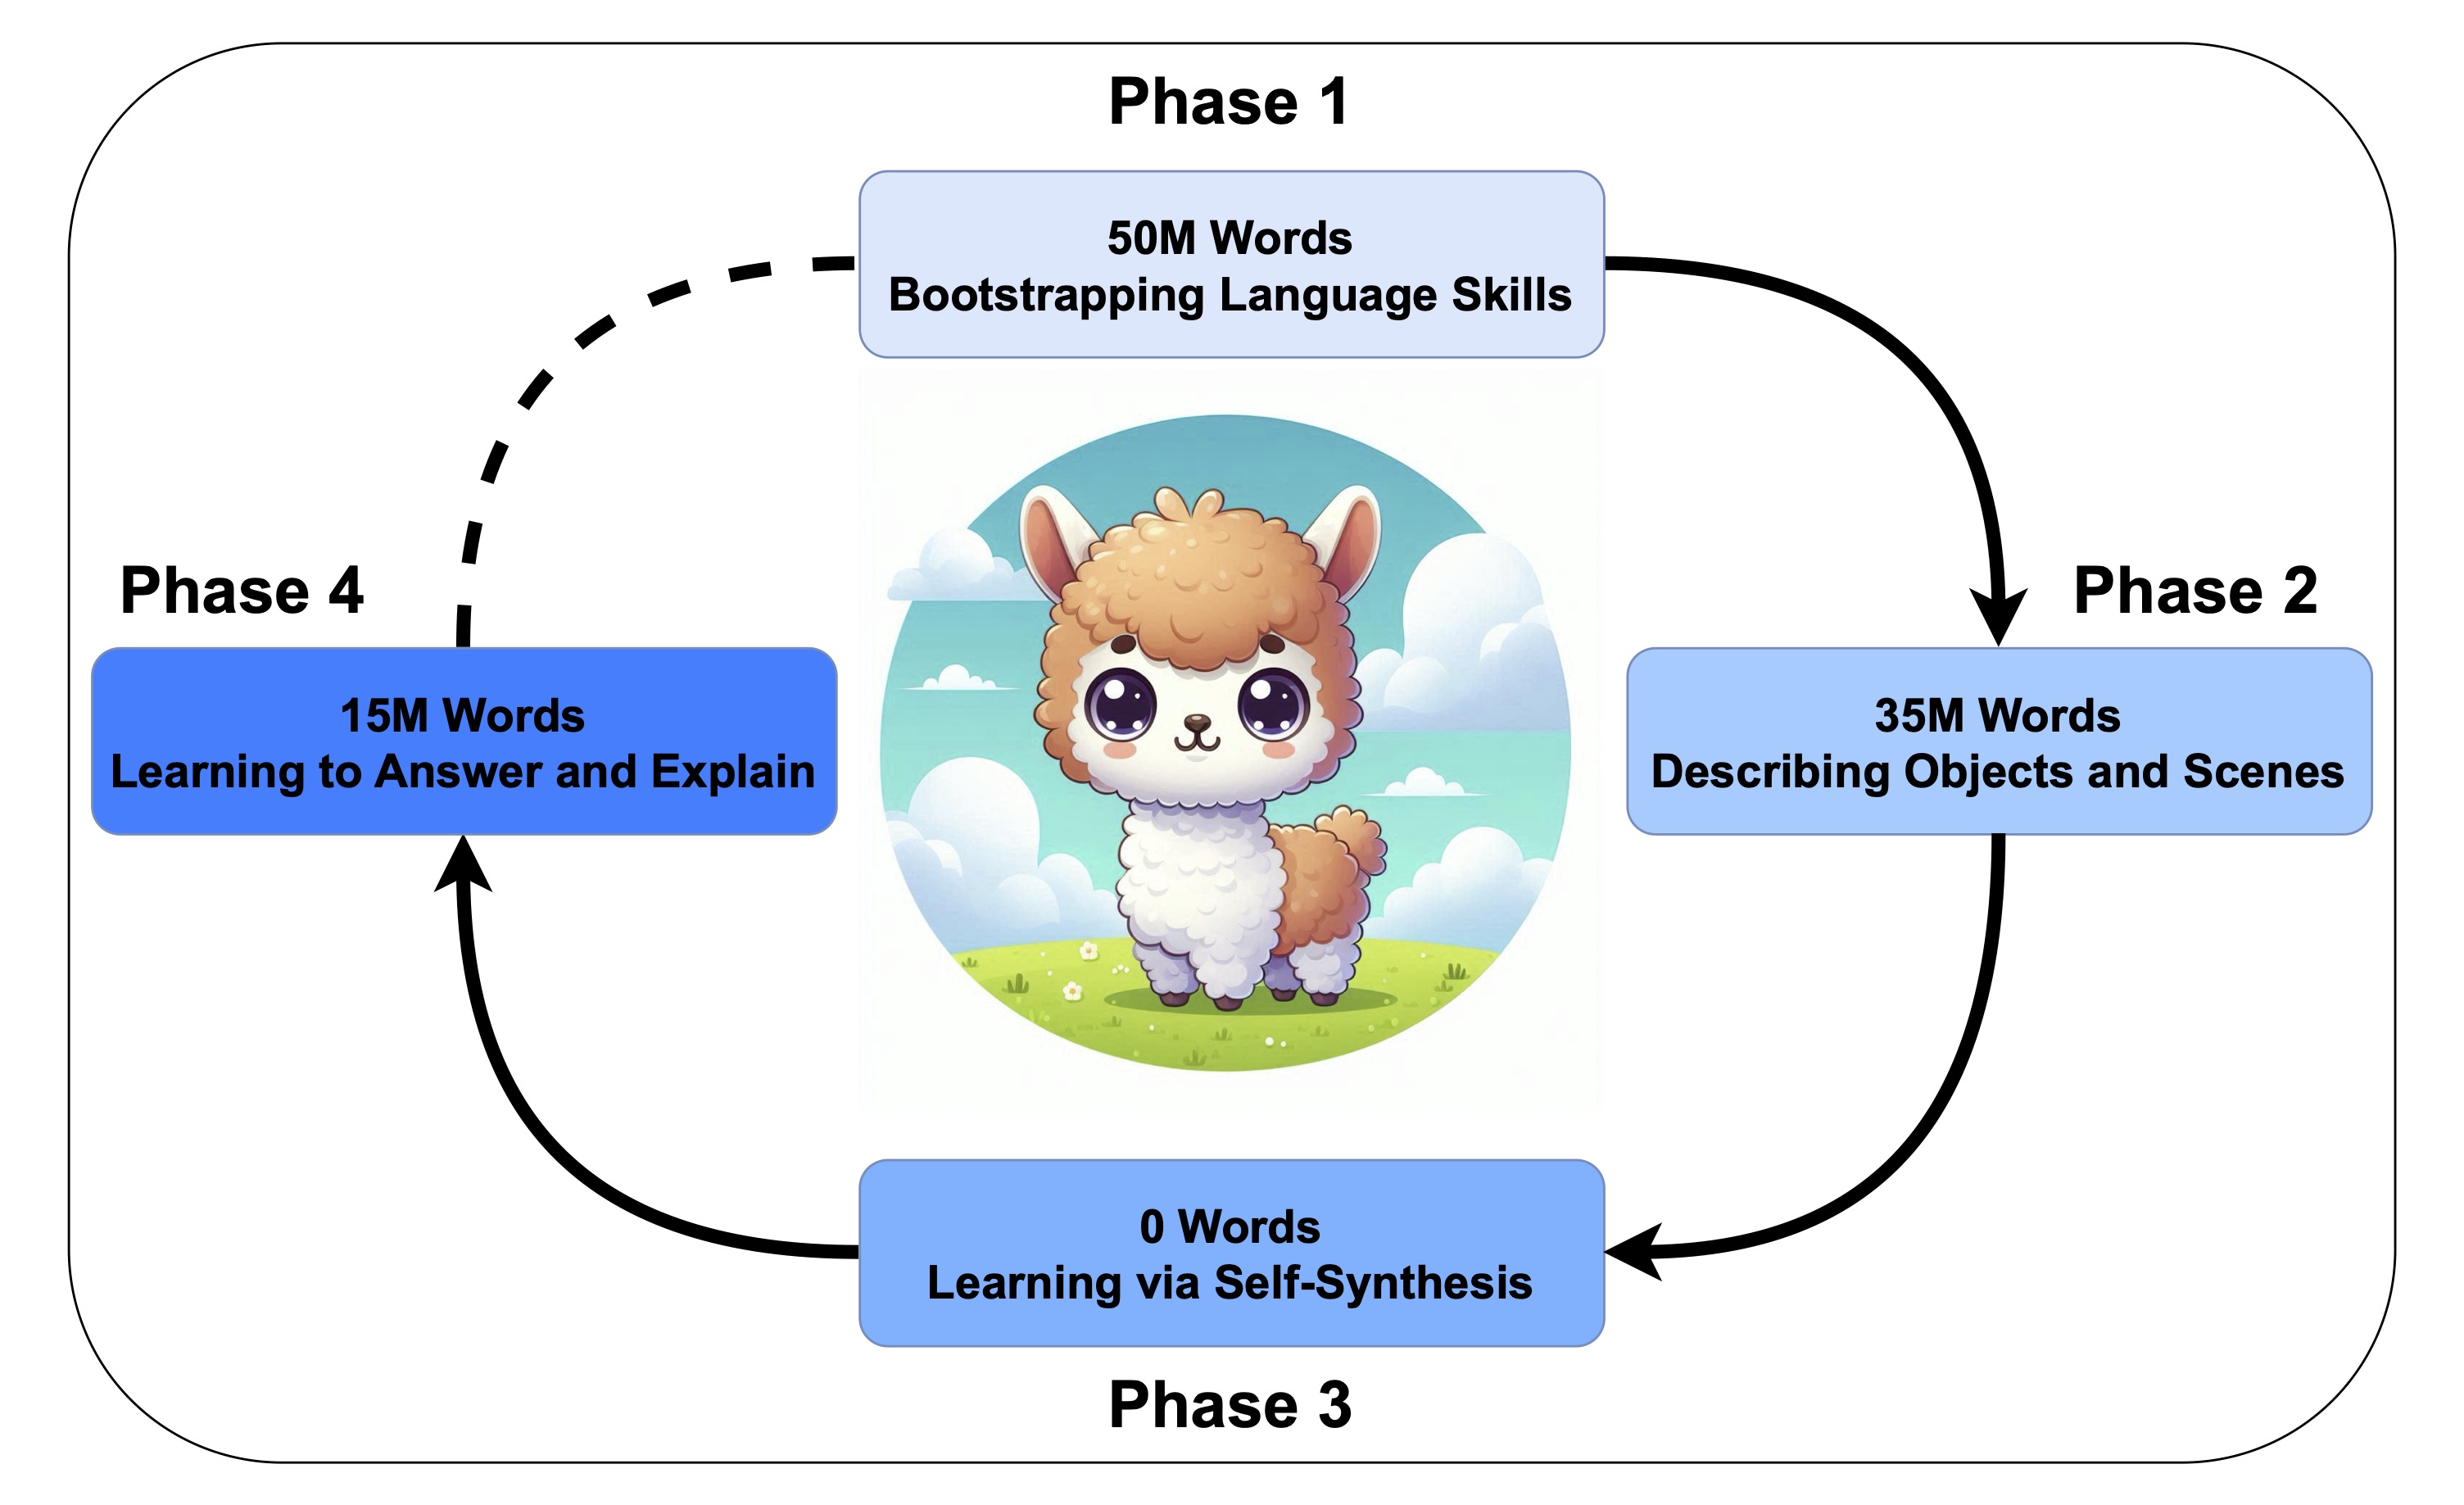 Phase 1
50M Words
Bootstrapping Language Skills
Phase 2
35M Words
Describing Objects and Scenes
0 Words
Learning via Self-Synthesis
Phase 3
Phase 4
15M Words
Learning to Answer and Explain